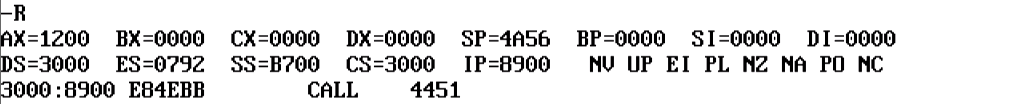 -R
AX=1200 BX=0000 CX=0000 DX=0000 SP=4A56 BP=0000 SI=0000 DI=0000
DS=3000 ES=0792 SS=B700 CS=3000 IP=8900 NV UP EI PL NZ NA PO NC
3000:8900 E84EBB CALL 4451